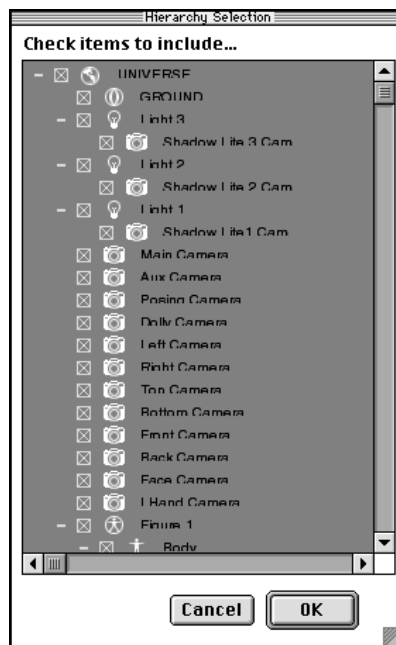 Hierarchy Selection
Check items to include...
UNIVERSE
GROUND
Light 3
Shadow Lite 3 Cam
Light 2
Shadow Lite 2 Cam
Light 1
Shadow Lite1 Cam
Main Camera
Aux Camera
Posing Camera
Dolly Camera
Left Camera
Right Camera
Top Camera
Bottom Camera
Front Camera
Back Camera
Face Camera
LHand Camera
Figure 1
Body
Cancel OK